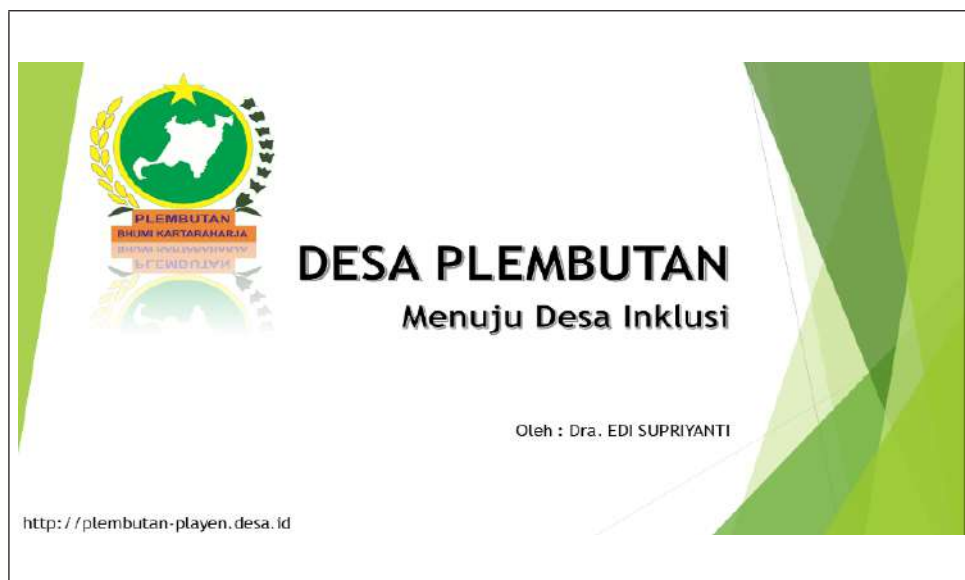 PLEMBUTAN
BHUMI KARTARAHARJA
DESA PLEMBUTAN
Menuju Desa Inklusi
Oleh : Dra. EDI SUPRIYANTI
http://plembutan-playen.desa.id